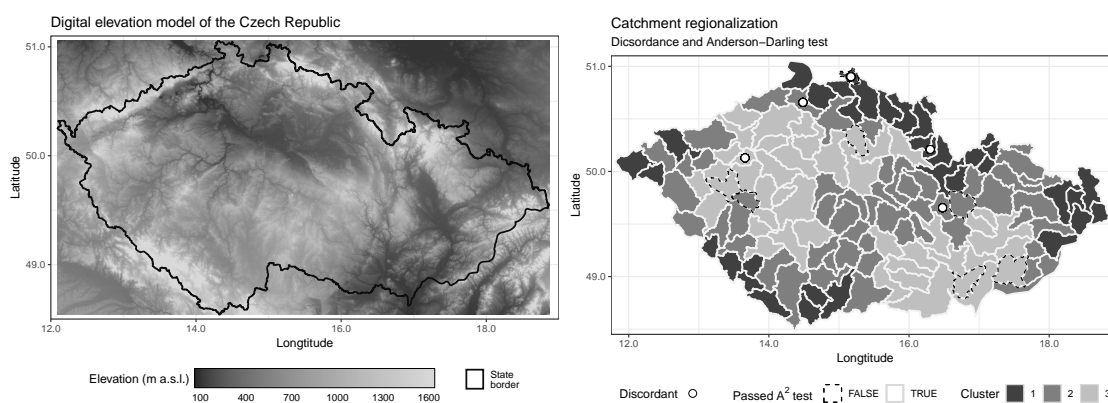 Digital elevation model of the Czech Republic
51.0
50.0
49.0
Latitude
12.0 14.0 16.0 18.0
Longtitude
Elevation (m a.s.l.)
100 400 700 1000 1300 1600
State
border
Catchment regionalization
Dicsordance and Anderson−Darling test
51.0
50.0
49.0
Latitude
12.0 14.0 16.0 18.0
Longtitude
Discordant Passed A² test FALSE TRUE Cluster 1 2 3